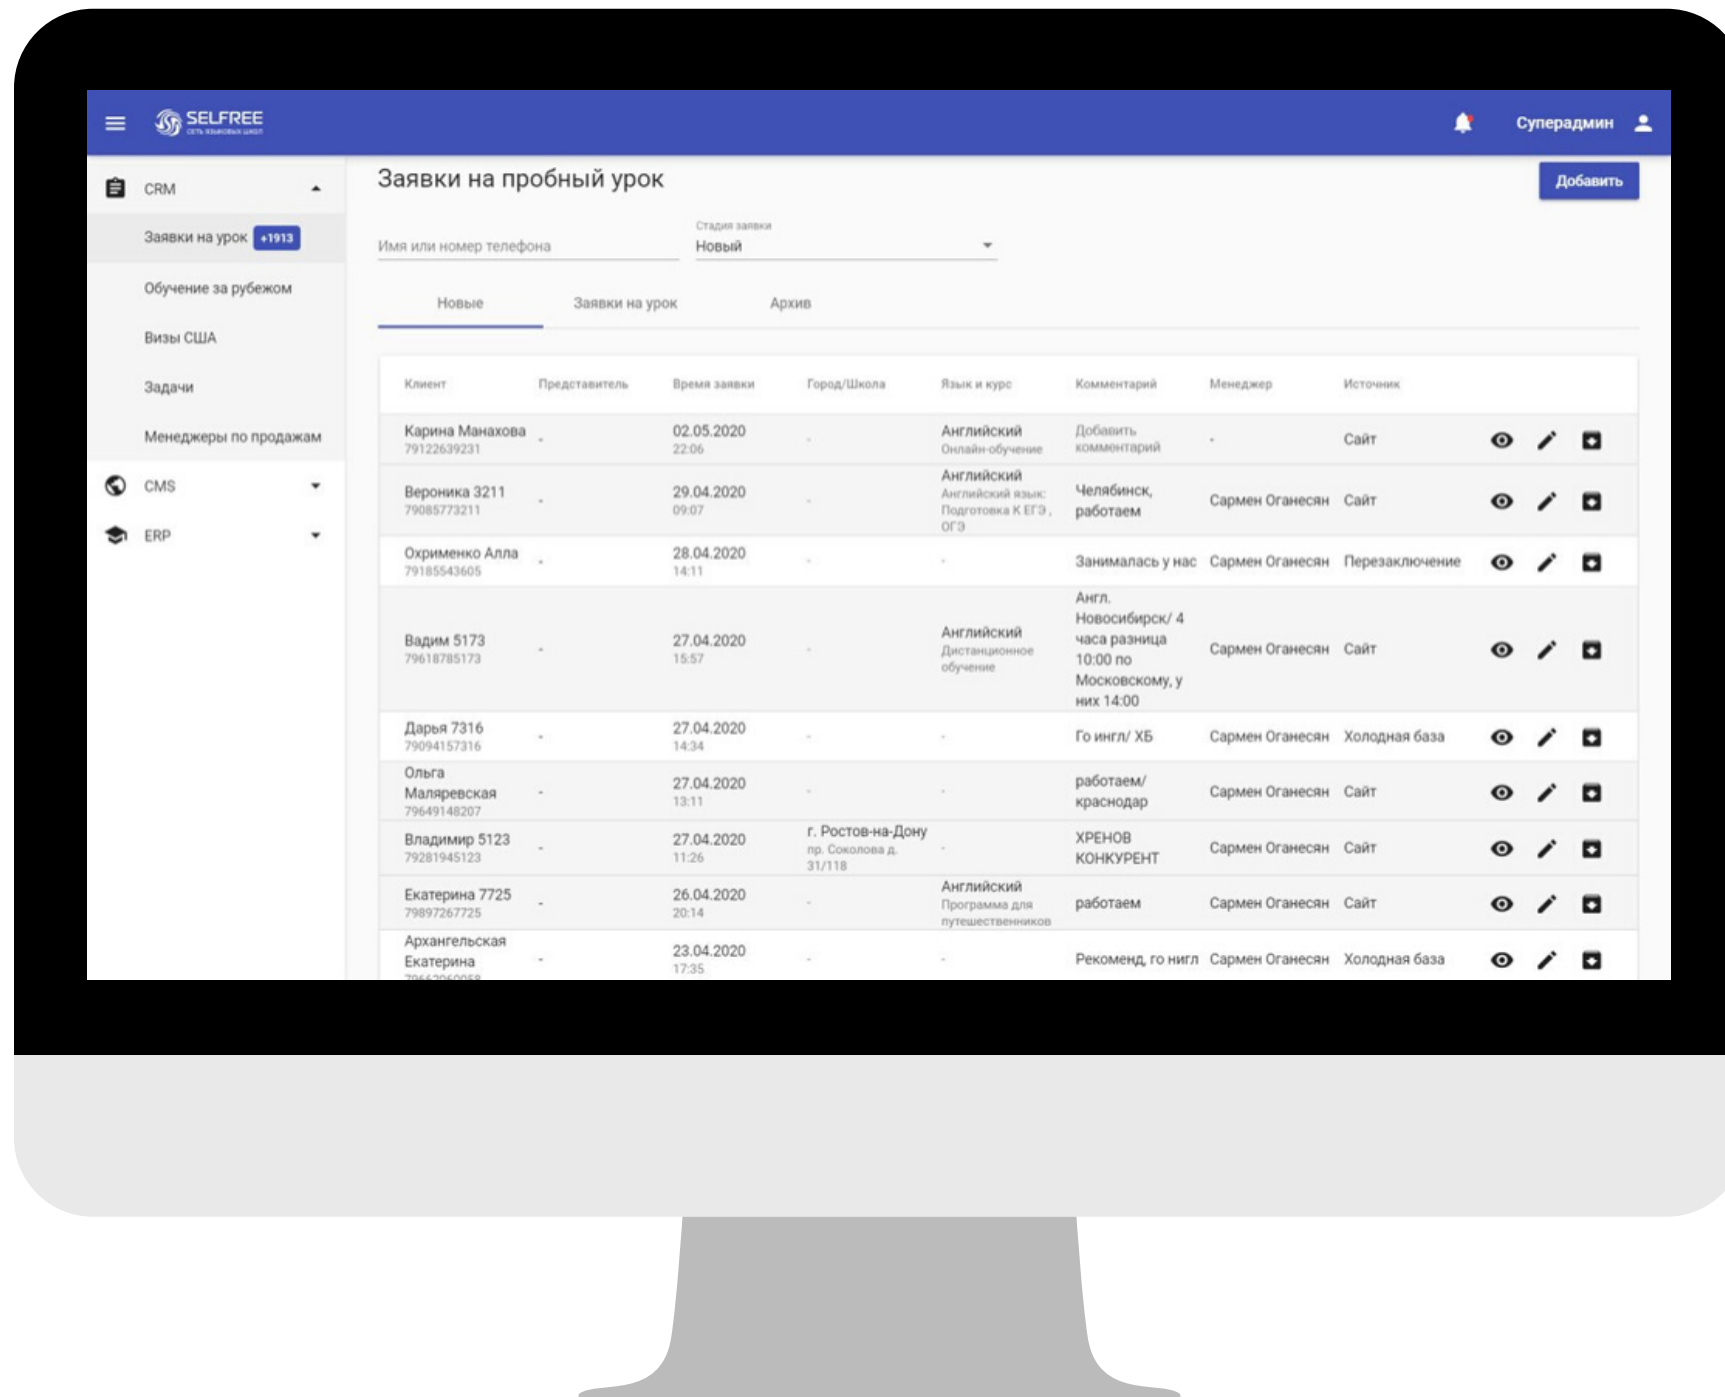 SELFREE
СЕТЬ ЯЗЫКОВЫХ ШКОЛ
Суперадмин
CRM
Заявки на урок +1913
Обучение за рубежом
Визы США
Задачи
Менеджеры по продажам
CMS
ERP
Заявки на пробный урок
Добавить
Имя или номер телефона
Стадия заявки
Новый
Новые Заявки на урок Архив
Клиент Представитель Время заявки Город/Школа Язык и курс Комментарий Менеджер Источник
Карина Манахова - 02.05.2020 - Английский Добавить - Сайт
79122639231 22:06 Онлайн-обучение комментарий
Вероника 3211 - 29.04.2020 - Английский Челябинск, Сармен Оганесян Сайт
79085773211 09:07 Английский язык: работаем
Подготовка К ЕГЭ ,
ОГЭ
Охрименко Алла - 28.04.2020 - - Занималась у нас Сармен Оганесян Перезаключение
79185543605 14:11
Вадим 5173 - 27.04.2020 - Английский Англ. Сармен Оганесян Сайт
79618785173 15:57 Дистанционное Новосибирск/ 4
обучение часа разница
10:00 по
Московскому, у
них 14:00
Дарья 7316 - 27.04.2020 - - Го ингл/ ХБ Сармен Оганесян Холодная база
79094157316 14:34
Ольга - 27.04.2020 - - работаем/ Сармен Оганесян Сайт
Маляревская 13:11 краснодар
79649148207
Владимир 5123 - 27.04.2020 г. Ростов-на-Дону - ХРЕНОВ Сармен Оганесян Сайт
79281945123 11:26 пр. Соколова д. КОНКУРЕНТ
31/118
Екатерина 7725 - 26.04.2020 - Английский работаем Сармен Оганесян Сайт
79897267725 20:14 Программа для
путешественников
Архангельская - 23.04.2020 - - Рекоменд, го нигл Сармен Оганесян Холодная база
Екатерина 17:35